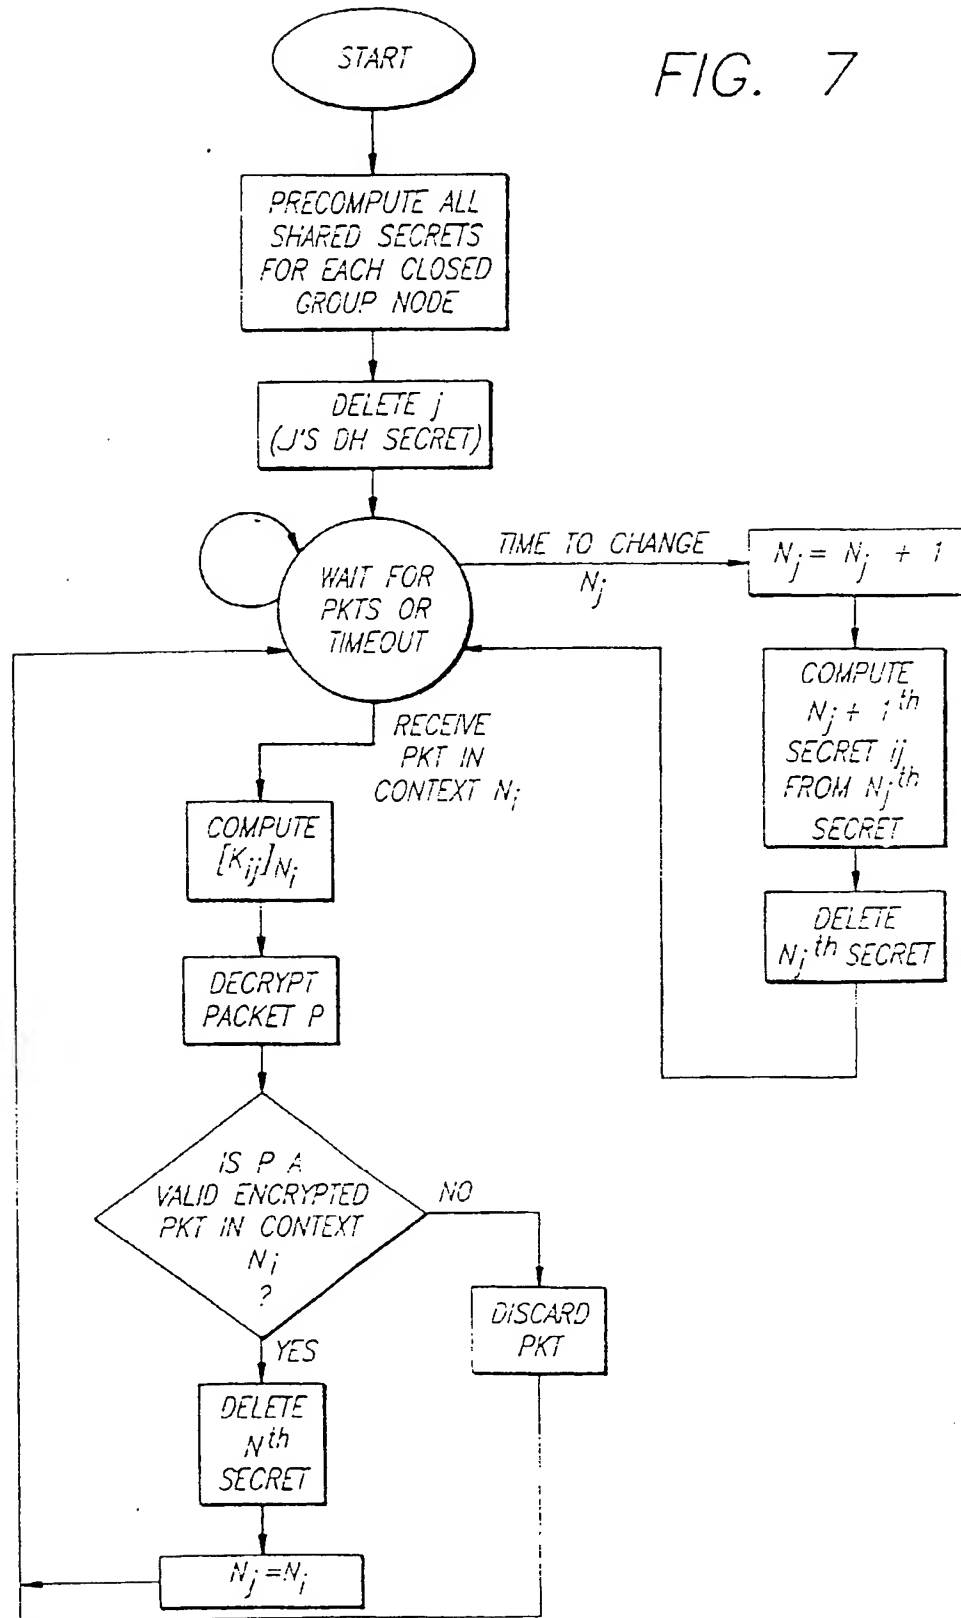 FIG. 7
START
PRECOMPUTE ALL
SHARED SECRETS
FOR EACH CLOSED
GROUP NODE
DELETE j
(J'S DH SECRET)
WAIT FOR
PKTS OR
TIMEOUT
TIME TO CHANGE
Nj
Nj = Nj + 1
COMPUTE
Nj + 1th
SECRET ij
FROM Njth
SECRET
DELETE
Njth SECRET
RECEIVE
PKT IN
CONTEXT Ni
COMPUTE
[Kij]Ni
DECRYPT
PACKET P
IS P A
VALID ENCRYPTED
PKT IN CONTEXT
Ni
?
NO
DISCARD
PKT
YES
DELETE
Nth
SECRET
Nj=Ni